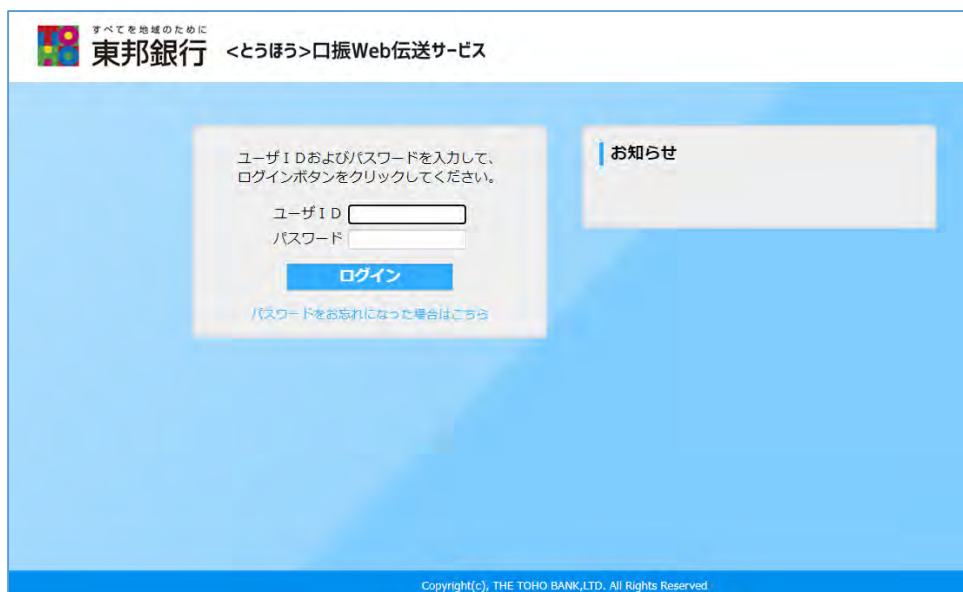 すべてを地域のために
TOHO
東邦銀行
<とうほう>口振Web伝送サービス
ユーザＩＤおよびパスワードを入力して、
ログインボタンをクリックしてください。
ユーザＩＤ
パスワード
ログイン
パスワードをお忘れになった場合はこちら
お知らせ
Copyright(c), THE TOHO BANK,LTD. All Rights Reserved